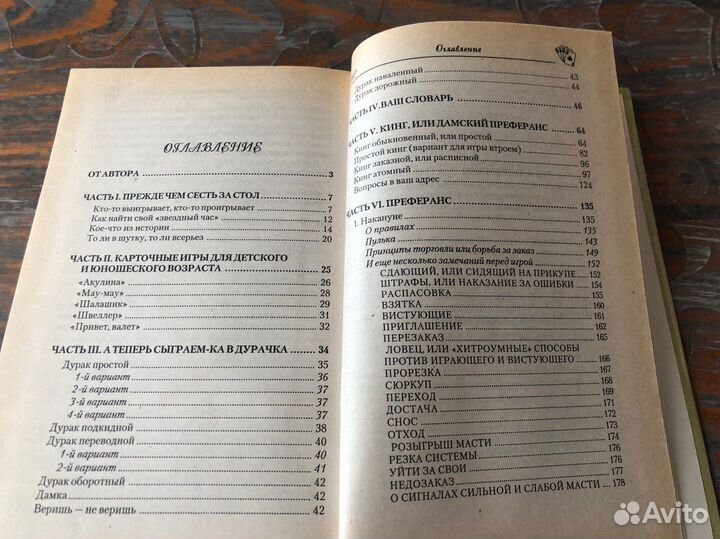 ОГЛАВЛЕНИЕ
ОТ АВТОРА 3
ЧАСТЬ I. ПРЕЖДЕ ЧЕМ СЕСТЬ ЗА СТОЛ 7
Кто-то выигрывает, кто-то проигрывает 7
Как найти свой «звездный час» 12
Кое-что из истории 14
То ли в шутку, то ли всерьез 20
ЧАСТЬ II. КАРТОЧНЫЕ ИГРЫ ДЛЯ ДЕТСКОГО
И ЮНОШЕСКОГО ВОЗРАСТА 25
«Акулина» 26
«Мау-мау» 28
«Шалашик» 29
«Швеллер» 31
«Привет, валет» 32
ЧАСТЬ III. А ТЕПЕРЬ СЫГРАЕМ-КА В ДУРАЧКА 34
Дурак простой 35
1-й вариант 36
2-й вариант 37
3-й вариант 37
4-й вариант 37
Дурак подкидной 38
Дурак переводной 40
1-й вариант 40
2-й вариант 41
Дурак оборотный 42
Дамка 42
Веришь — не веришь 42
Оглавление
Дурак наваленный 43
Дурак дорожный 44
ЧАСТЬ IV. ВАШ СЛОВАРЬ 46
ЧАСТЬ V. КИНГ, ИЛИ ДАМСКИЙ ПРЕФЕРАНС 64
Кинг обыкновенный, или простой 64
Простой кинг (вариант для игры втроем) 82
Кинг заказной, или расписной 96
Кинг атомный 97
Вопросы в ваш адрес 124
ЧАСТЬ VI. ПРЕФЕРАНС 135
1. Накануне 135
О правилах 135
Пулька 143
Принципы торговли или борьба за заказ 149
И еще несколько замечаний перед игрой 152
СДАЮЩИЙ, ИЛИ СИДЯЩИЙ НА ПРИКУПЕ 152
ШТРАФЫ, ИЛИ НАКАЗАНИЕ ЗА ОШИБКИ 154
РАСПАСОВКА 155
ВЗЯТКА 160
ВИСТУЮЩИЕ 161
ПРИГЛАШЕНИЕ 162
ПЕРЕЗАКАЗ 165
ЛОВЕЦ, ИЛИ «ХИТРОУМНЫЕ» СПОСОБЫ
ПРОТИВ ИГРАЮЩЕГО И ВИСТУЮЩЕГО 166
ПРОРЕЗКА
СЮРКУП 168
ПЕРЕХОД 169
ДОСТАЧА 171
СНОС 172
ОТХОД
РОЗЫГРЫШ МАСТИ 174
РЕЗКА СИСТЕМЫ 176
УЙТИ ЗА СВОИ 176
НЕДОЗАКАЗ 177
О СИГНАЛАХ СИЛЬНОЙ И СЛАБОЙ МАСТИ 178
Avito